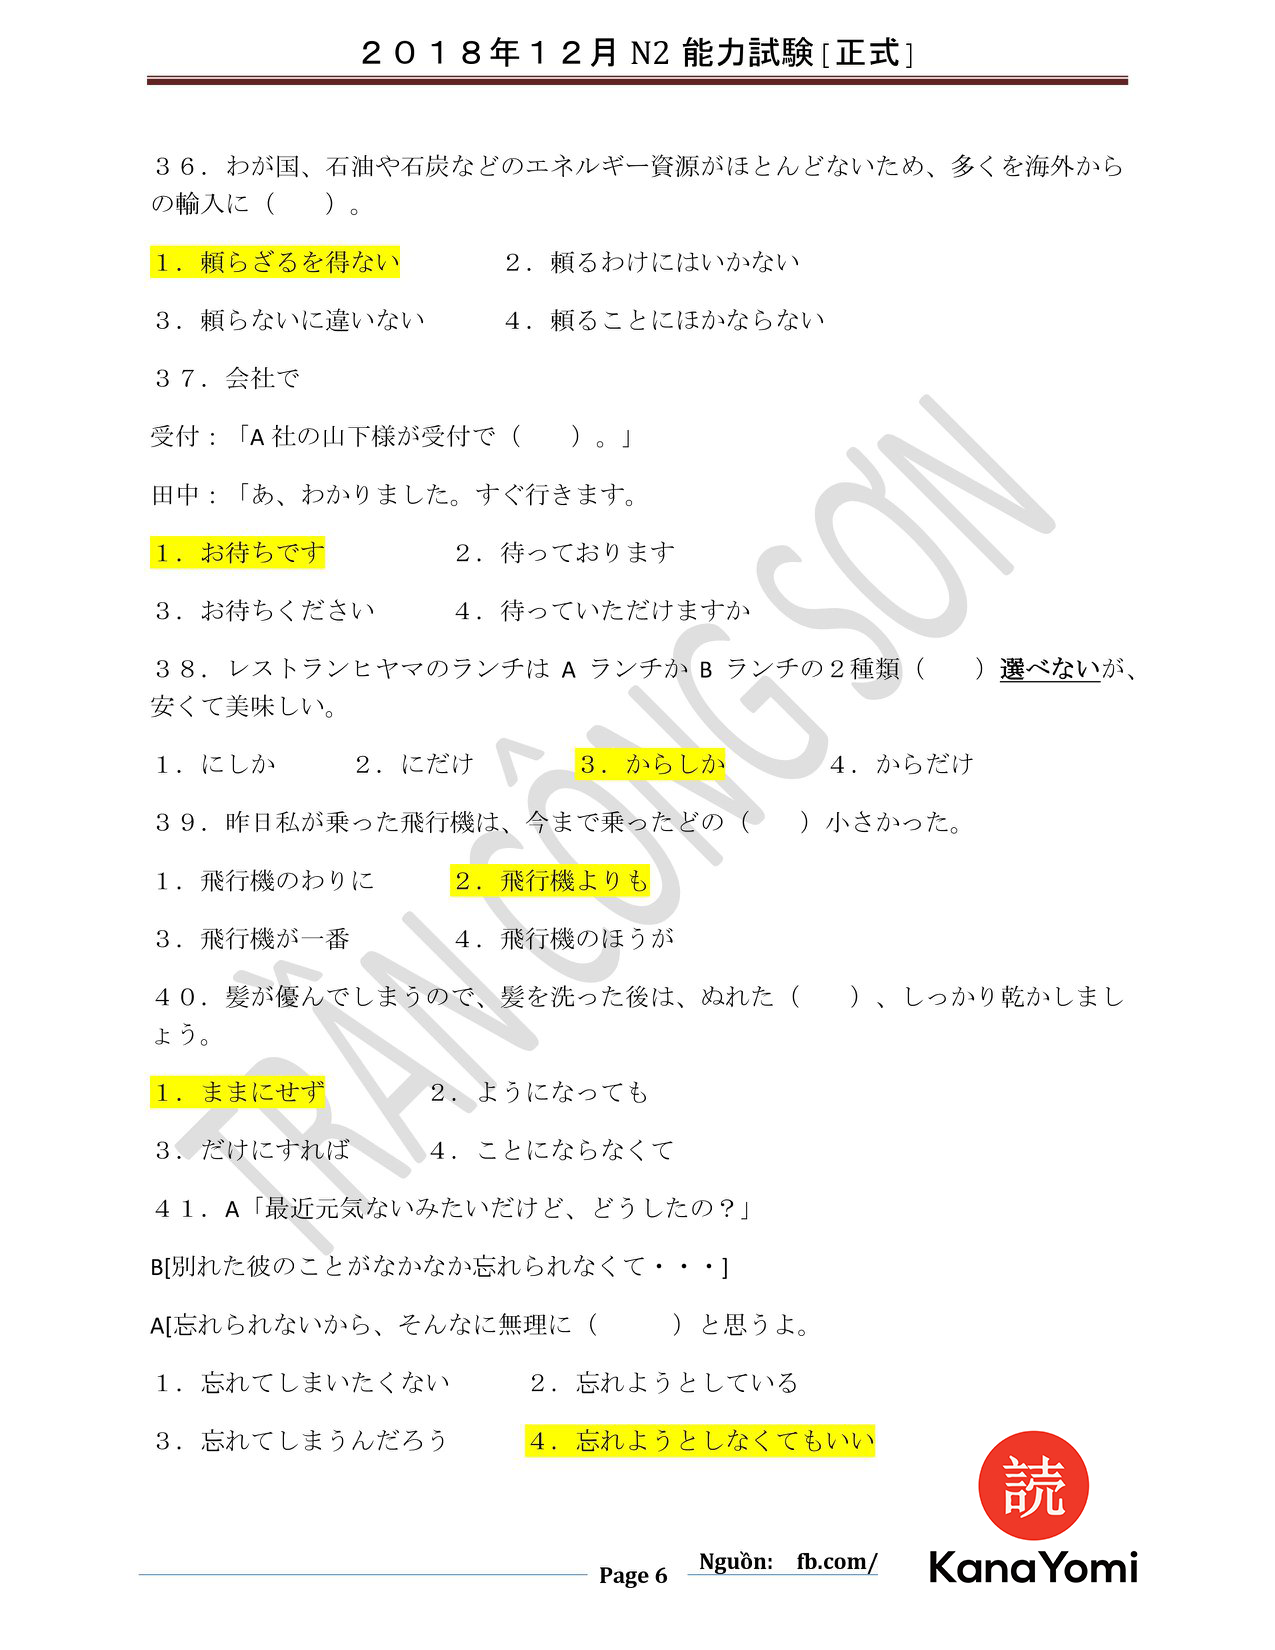 ２０１８年１２月 N2 能力試験[正式]
３６．わが国、石油や石炭などのエネルギー資源がほとんどないため、多くを海外から
の輸入に（　　）。
１．頼らざるを得ない　　　　２．頼るわけにはいかない
３．頼らないに違いない　　　４．頼ることにほかならない
３７．会社で
受付：「A 社の山下様が受付で（　　）。」
田中：「あ、わかりました。すぐ行きます。
１．お待ちです　　　　　２．待っております
３．お待ちください　　　４．待っていただけますか
３８．レストランヒヤマのランチは A ランチか B ランチの２種類（　　）選べないが、
安くて美味しい。
１．にしか　　　２．にだけ　　　　３．からしか　　　　４．からだけ
３９．昨日私が乗った飛行機は、今まで乗ったどの（　　）小さかった。
１．飛行機のわりに　　　２．飛行機よりも
３．飛行機が一番　　　　４．飛行機のほうが
４０．髪が優んでしまうので、髪を洗った後は、ぬれた（　　）、しっかり乾かしまし
ょう。
１．ままにせず　　　　２．ようになっても
３．だけにすれば　　　４．ことにならなくて
４１．A「最近元気ないみたいだけど、どうしたの？」
B[別れた彼のことがなかなか忘れられなくて・・・]
A[忘れられないから、そんなに無理に（　　　）と思うよ。
１．忘れてしまいたくない　　　２．忘れようとしている
３．忘れてしまうんだろう　　　４．忘れようとしなくてもいい
TRẦN CÔNG SƠN
読
KanaYomi
Page 6
Nguồn: fb.com/